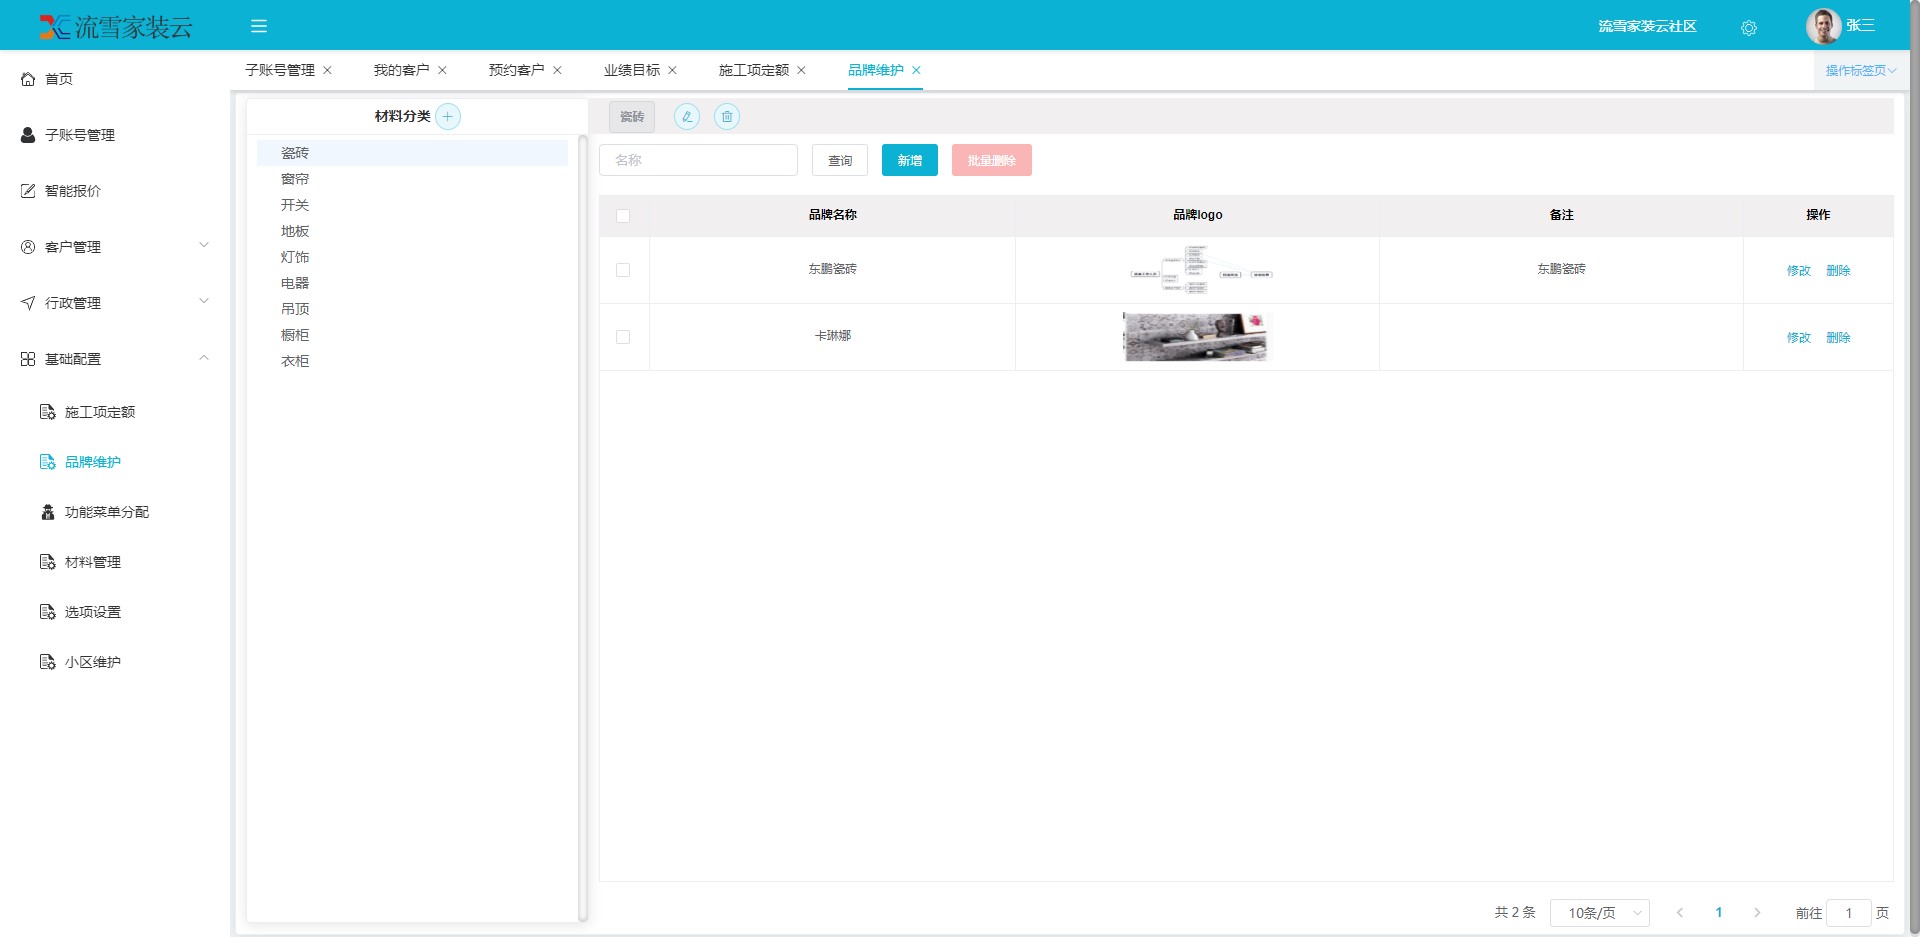 流雪家装云
流雪家装云社区
张三
首页
子账号管理
智能报价
客户管理
行政管理
基础配置
施工项定额
品牌维护
功能菜单分配
材料管理
选项设置
小区维护
子账号管理
我的客户
预约客户
业绩目标
施工项定额
品牌维护
操作标签页
材料分类
瓷砖
窗帘
开关
地板
灯饰
电器
吊顶
橱柜
衣柜
瓷砖
名称
查询
新增
批量删除
品牌名称 品牌logo 备注 操作
东鹏瓷砖 东鹏瓷砖 修改 删除
卡琳娜 修改 删除
共 2 条 10条/页 1 前往 1 页